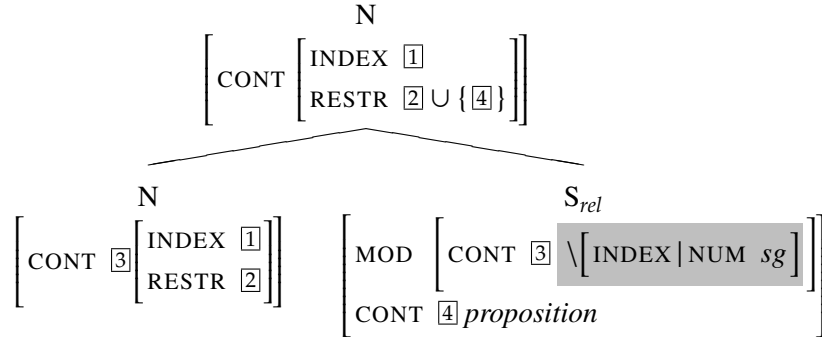 N
[CONT [INDEX 1
RESTR 2 ∪ {4}]]
N
[CONT 3 [INDEX 1
RESTR 2]]
S_rel
[MOD [CONT 3 \[INDEX|NUM sg]]
CONT 4 proposition]